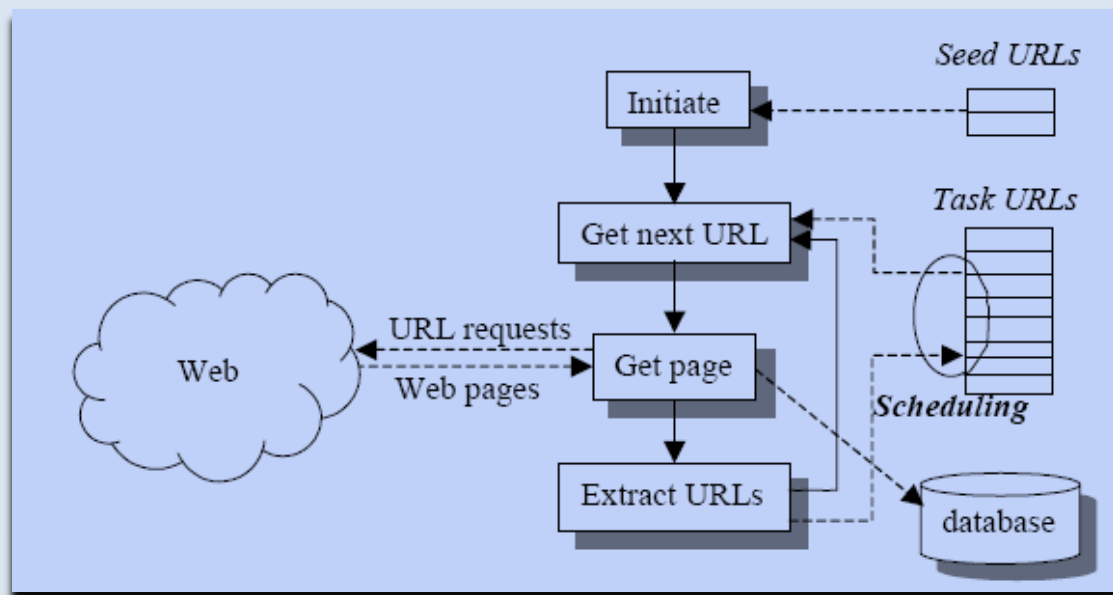 Seed URLs
Initiate
Task URLs
Get next URL
URL requests
Web
Get page
Web pages
Scheduling
Extract URLs
database